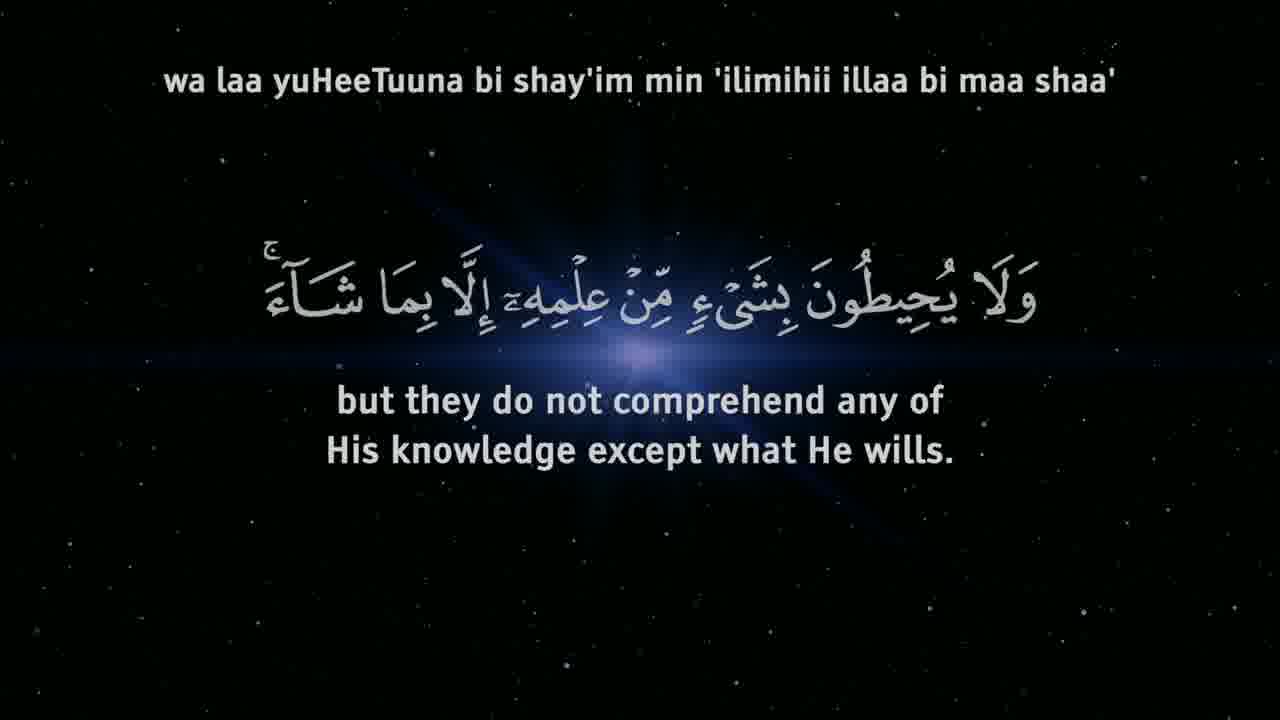 wa laa yuHeeTuuna bi shay'im min 'ilimihii illaa bi maa shaa'
وَلَا يُحِيطُونَ بِشَىْءٍ مِّنْ عِلْمِهِۦٓ إِلَّا بِمَا شَآءَ ۚ
but they do not comprehend any of
His knowledge except what He wills.